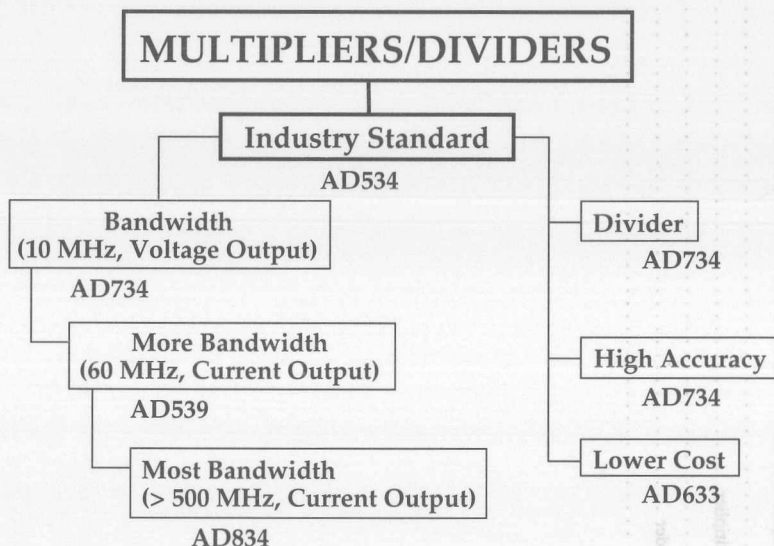 MULTIPLIERS/DIVIDERS
Industry Standard
AD534
Bandwidth
(10 MHz, Voltage Output)
AD734
More Bandwidth
(60 MHz, Current Output)
AD539
Most Bandwidth
(> 500 MHz, Current Output)
AD834
Divider
AD734
High Accuracy
AD734
Lower Cost
AD633